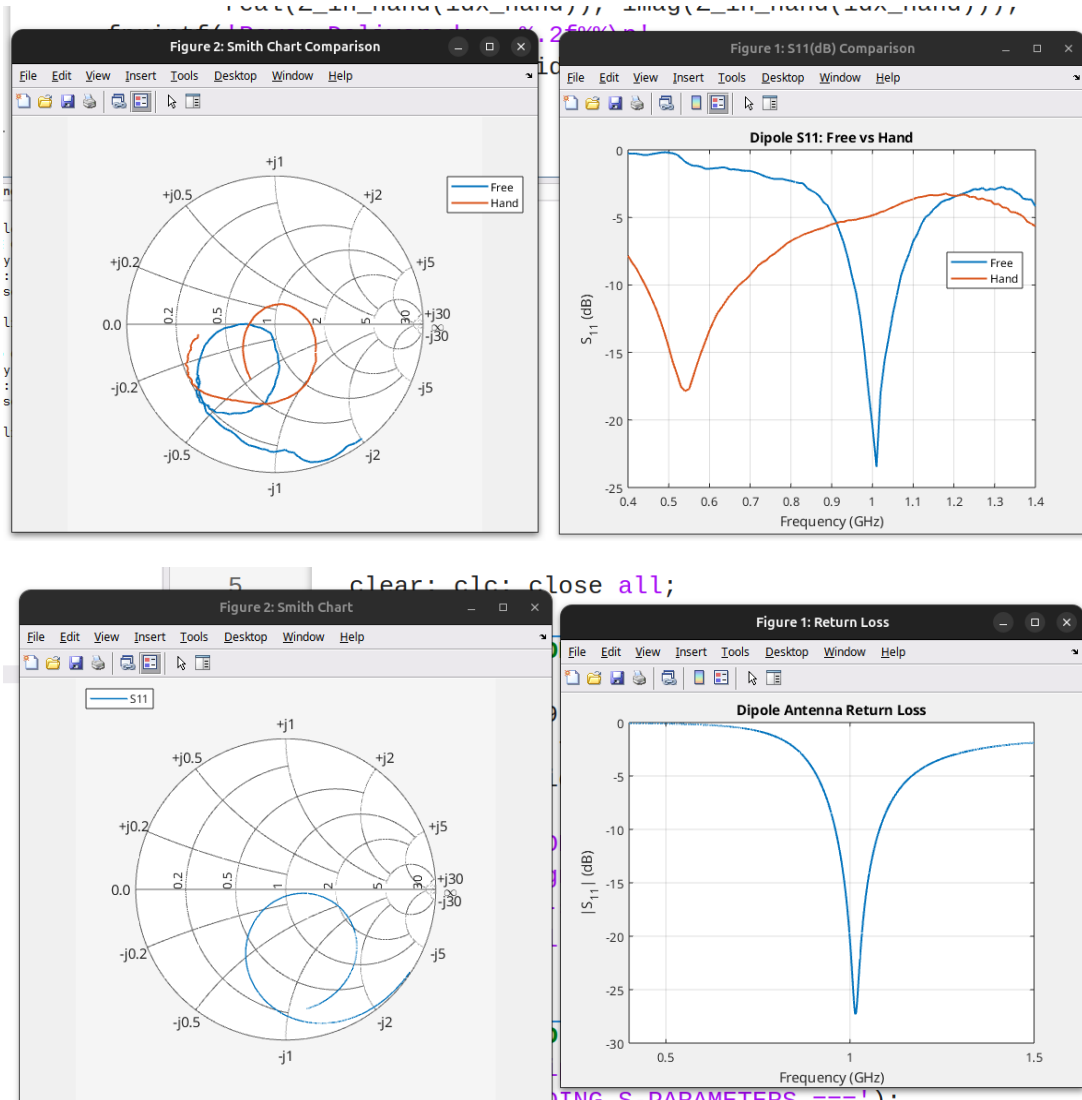 real(Z_in_hand(idx_hand)), imag(Z_in_hand(idx_hand)));
Figure 2: Smith Chart Comparison
File Edit View Insert Tools Desktop Window Help
+j1
+j0.5
+j2
Free
Hand
+j0.2
+j5
0.2
0.5
1
2
5
30
+j30
0.0
∞
-j30
-j0.2
-j5
-j0.5
-j2
-j1
Figure 1: S11(dB) Comparison
File Edit View Insert Tools Desktop Window Help
Dipole S11: Free vs Hand
0
-5
-10
-15
-20
-25
S11 (dB)
Free
Hand
0.4 0.5 0.6 0.7 0.8 0.9 1 1.1 1.2 1.3 1.4
Frequency (GHz)
5 clear; clc; close all;
Figure 2: Smith Chart
File Edit View Insert Tools Desktop Window Help
S11
+j1
+j0.5
+j2
+j0.2
+j5
0.2
0.5
1
2
5
30
+j30
0.0
∞
-j30
-j0.2
-j5
-j0.5
-j2
-j1
Figure 1: Return Loss
File Edit View Insert Tools Desktop Window Help
Dipole Antenna Return Loss
0
-5
-10
-15
-20
-25
-30
|S11| (dB)
0.5 1 1.5
Frequency (GHz)